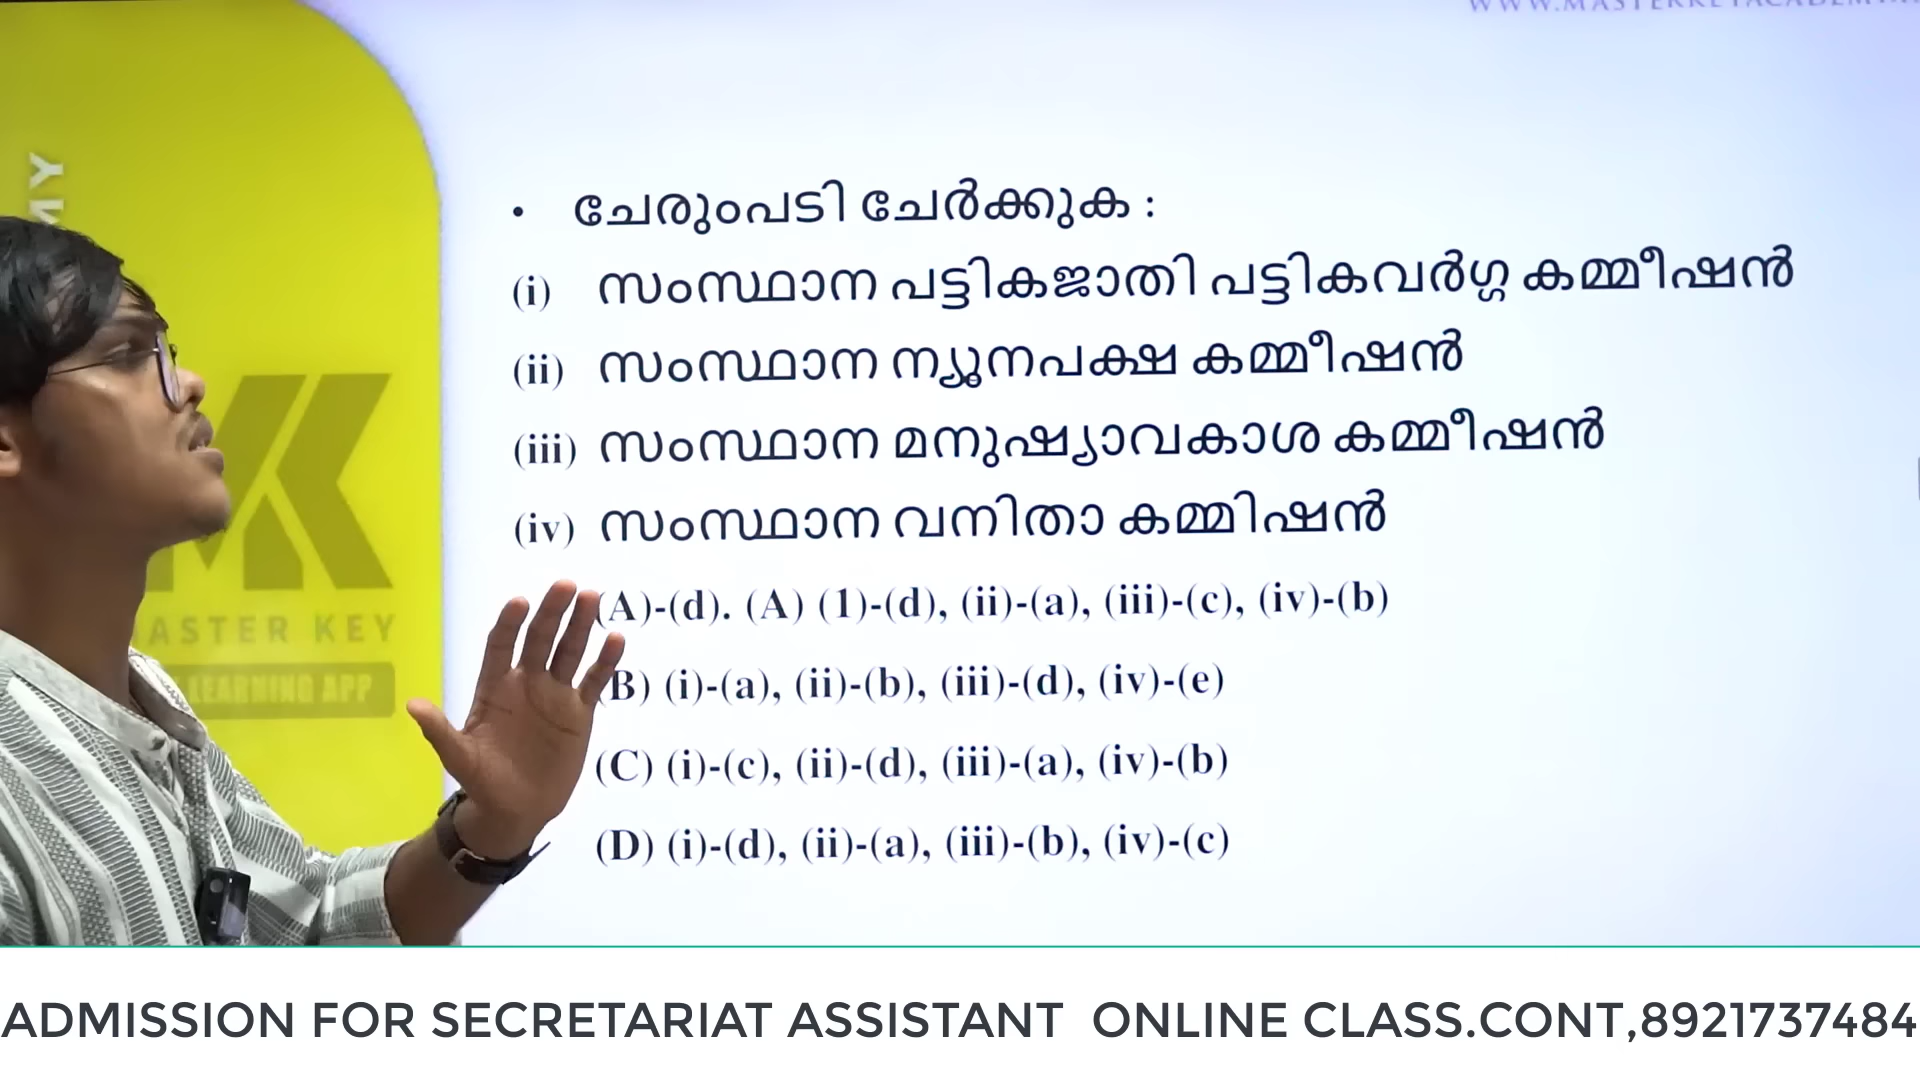 • ചേരുംപടി ചേർക്കുക :
(i) സംസ്ഥാന പട്ടികജാതി പട്ടികവർഗ്ഗ കമ്മീഷൻ
(ii) സംസ്ഥാന ന്യൂനപക്ഷ കമ്മീഷൻ
(iii) സംസ്ഥാന മനുഷ്യാവകാശ കമ്മീഷൻ
(iv) സംസ്ഥാന വനിതാ കമ്മിഷൻ
(A)-(d). (A) (1)-(d), (ii)-(a), (iii)-(c), (iv)-(b)
B) (i)-(a), (ii)-(b), (iii)-(d), (iv)-(e)
(C) (i)-(c), (ii)-(d), (iii)-(a), (iv)-(b)
(D) (i)-(d), (ii)-(a), (iii)-(b), (iv)-(c)
MK
ASTER KEY
LEARNING APP
ADMISSION FOR SECRETARIAT ASSISTANT ONLINE CLASS.CONT,8921737484